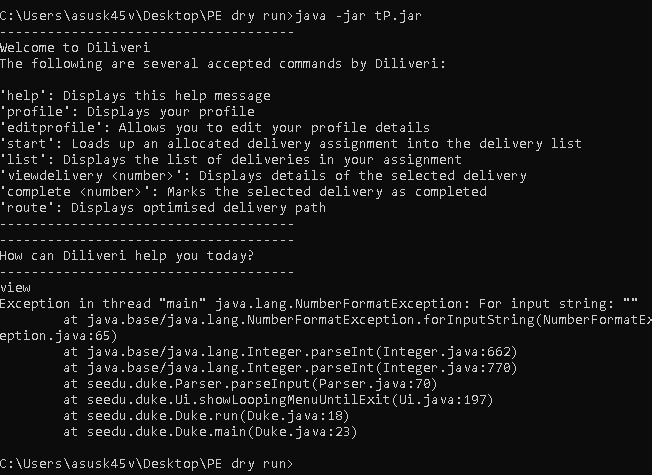 C:\Users\asusk45v\Desktop\PE dry run>java -jar tP.jar
-------------------------------------
Welcome to Diliveri
The following are several accepted commands by Diliveri:
'help': Displays this help message
'profile': Displays your profile
'editprofile': Allows you to edit your profile details
'start': Loads up an allocated delivery assignment into the delivery list
'list': Displays the list of deliveries in your assignment
'viewdelivery <number>': Displays details of the selected delivery
'complete <number>': Marks the selected delivery as completed
'route': Displays optimised delivery path
-------------------------------------
-------------------------------------
How can Diliveri help you today?
-------------------------------------
view
Exception in thread "main" java.lang.NumberFormatException: For input string: ""
        at java.base/java.lang.NumberFormatException.forInputString(NumberFormatEx
eption.java:65)
        at java.base/java.lang.Integer.parseInt(Integer.java:662)
        at java.base/java.lang.Integer.parseInt(Integer.java:770)
        at seedu.duke.Parser.parseInput(Parser.java:70)
        at seedu.duke.Ui.showLoopingMenuUntilExit(Ui.java:197)
        at seedu.duke.Duke.run(Duke.java:18)
        at seedu.duke.Duke.main(Duke.java:23)
C:\Users\asusk45v\Desktop\PE dry run>